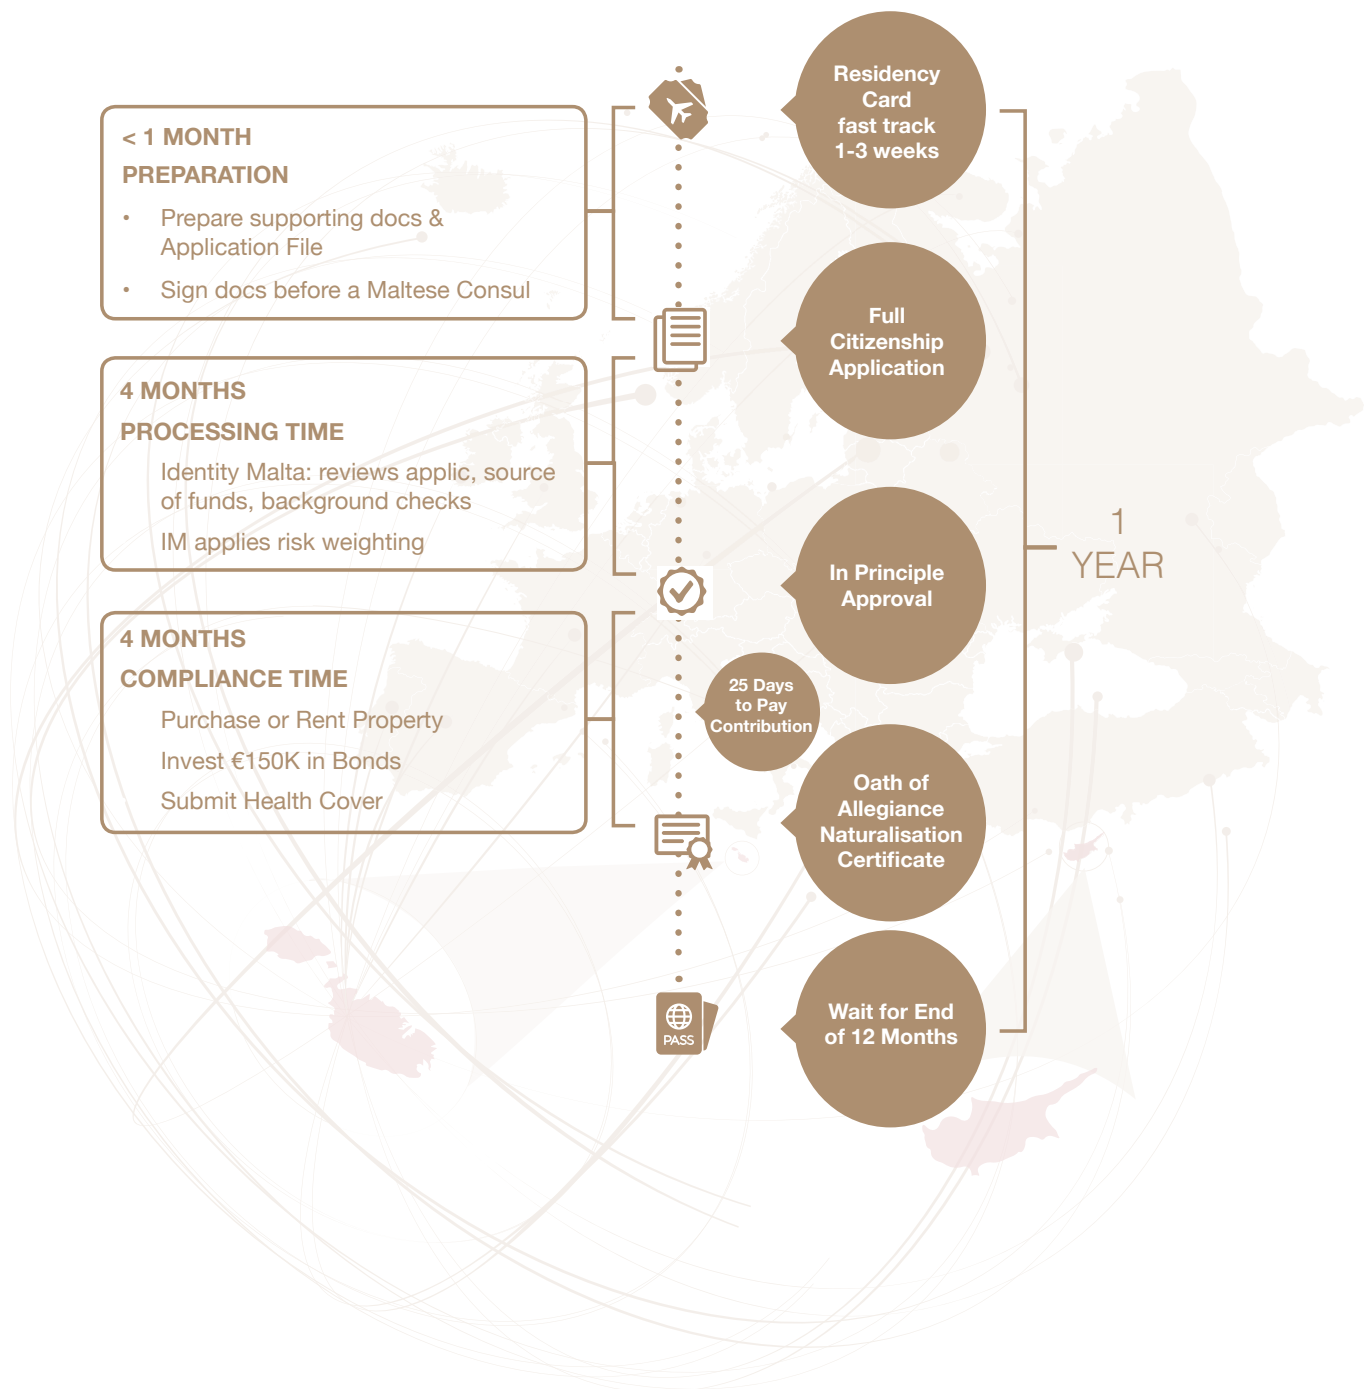 Residency
Card
fast track
1-3 weeks
< 1 MONTH
PREPARATION
• Prepare supporting docs &
Application File
• Sign docs before a Maltese Consul
Full
Citizenship
Application
4 MONTHS
PROCESSING TIME
Identity Malta: reviews applic, source
of funds, background checks
IM applies risk weighting
In Principle
Approval
1
YEAR
4 MONTHS
COMPLIANCE TIME
Purchase or Rent Property
Invest €150K in Bonds
Submit Health Cover
25 Days
to Pay
Contribution
Oath of
Allegiance
Naturalisation
Certificate
Wait for End
of 12 Months
PASS